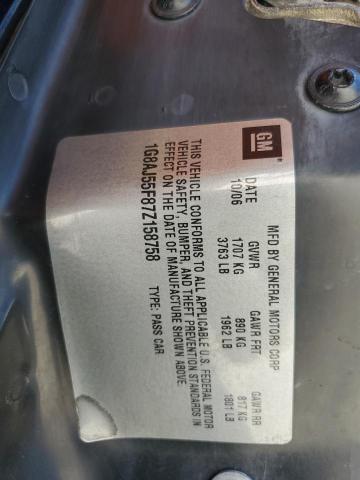 GM
MFD BY GENERAL MOTORS CORP
DATE GVWR GAWR FRT GAWR RR
10/06 1707 KG 890 KG 817 KG
3763 LB 1962 LB 1801 LB
THIS VEHICLE CONFORMS TO ALL APPLICABLE U.S. FEDERAL MOTOR
VEHICLE SAFETY, BUMPER, AND THEFT PREVENTION STANDARDS IN
EFFECT ON THE DATE OF MANUFACTURE SHOWN ABOVE.
1G8AJ55F87Z158758 TYPE: PASS CAR